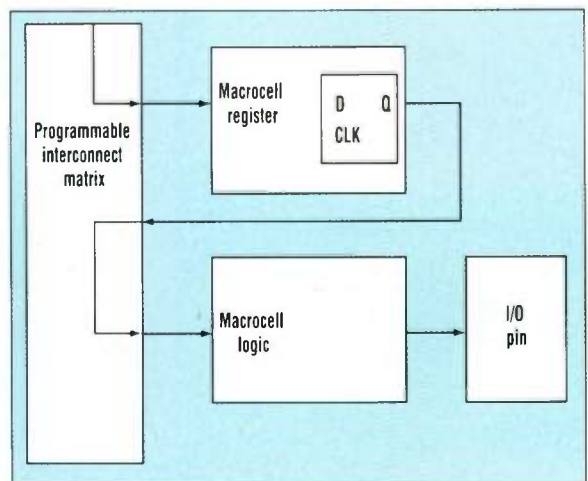 Programmable
interconnect
matrix
Macrocell
register
D Q
CLK
Macrocell
logic
I/O
pin